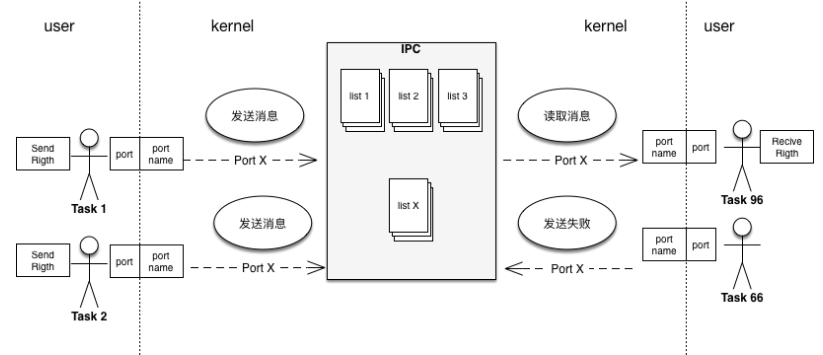 user
kernel
kernel
user
IPC
list 1
list 2
list 3
发送消息
读取消息
Send
Rigth
port
port
name
Port X
Port X
port
name
port
Recive
Rigth
Task 1
Task 96
list X
发送消息
发送失败
Send
Rigth
port
port
name
Port X
Port X
port
name
port
Task 2
Task 66